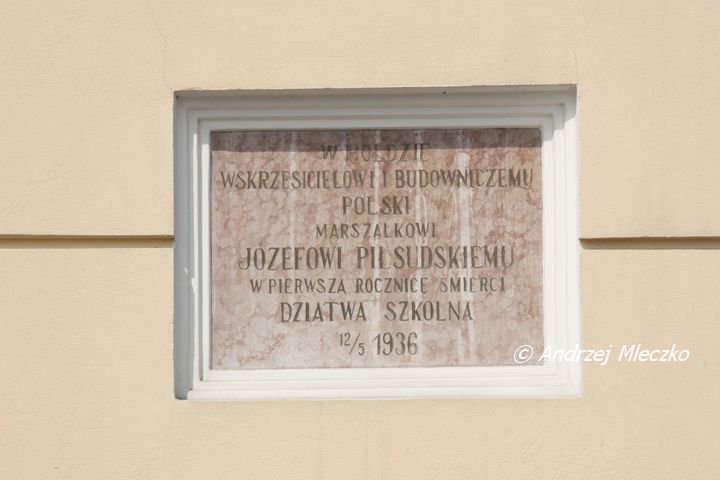 W HOŁDZIE
WSKRZESICIELOWI I BUDOWNICZEMU
POLSKI
MARSZAŁKOWI
JÓZEFOWI PIŁSUDSKIEMU
W PIERWSZĄ ROCZNICĘ ŚMIERCI
DZIATWA SZKOLNA
12/5 1936
© Andrzej Mleczko